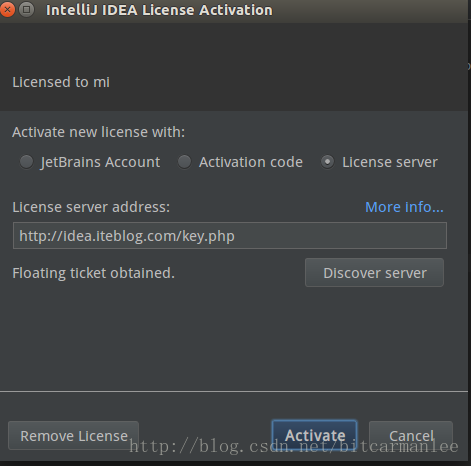 IntelliJ IDEA License Activation
Licensed to mi
Activate new license with:
JetBrains Account Activation code License server
License server address: More info...
http://idea.iteblog.com/key.php
Floating ticket obtained. Discover server
Remove License Activate Cancel
http://blog.csdn.net/bitcarmanlee